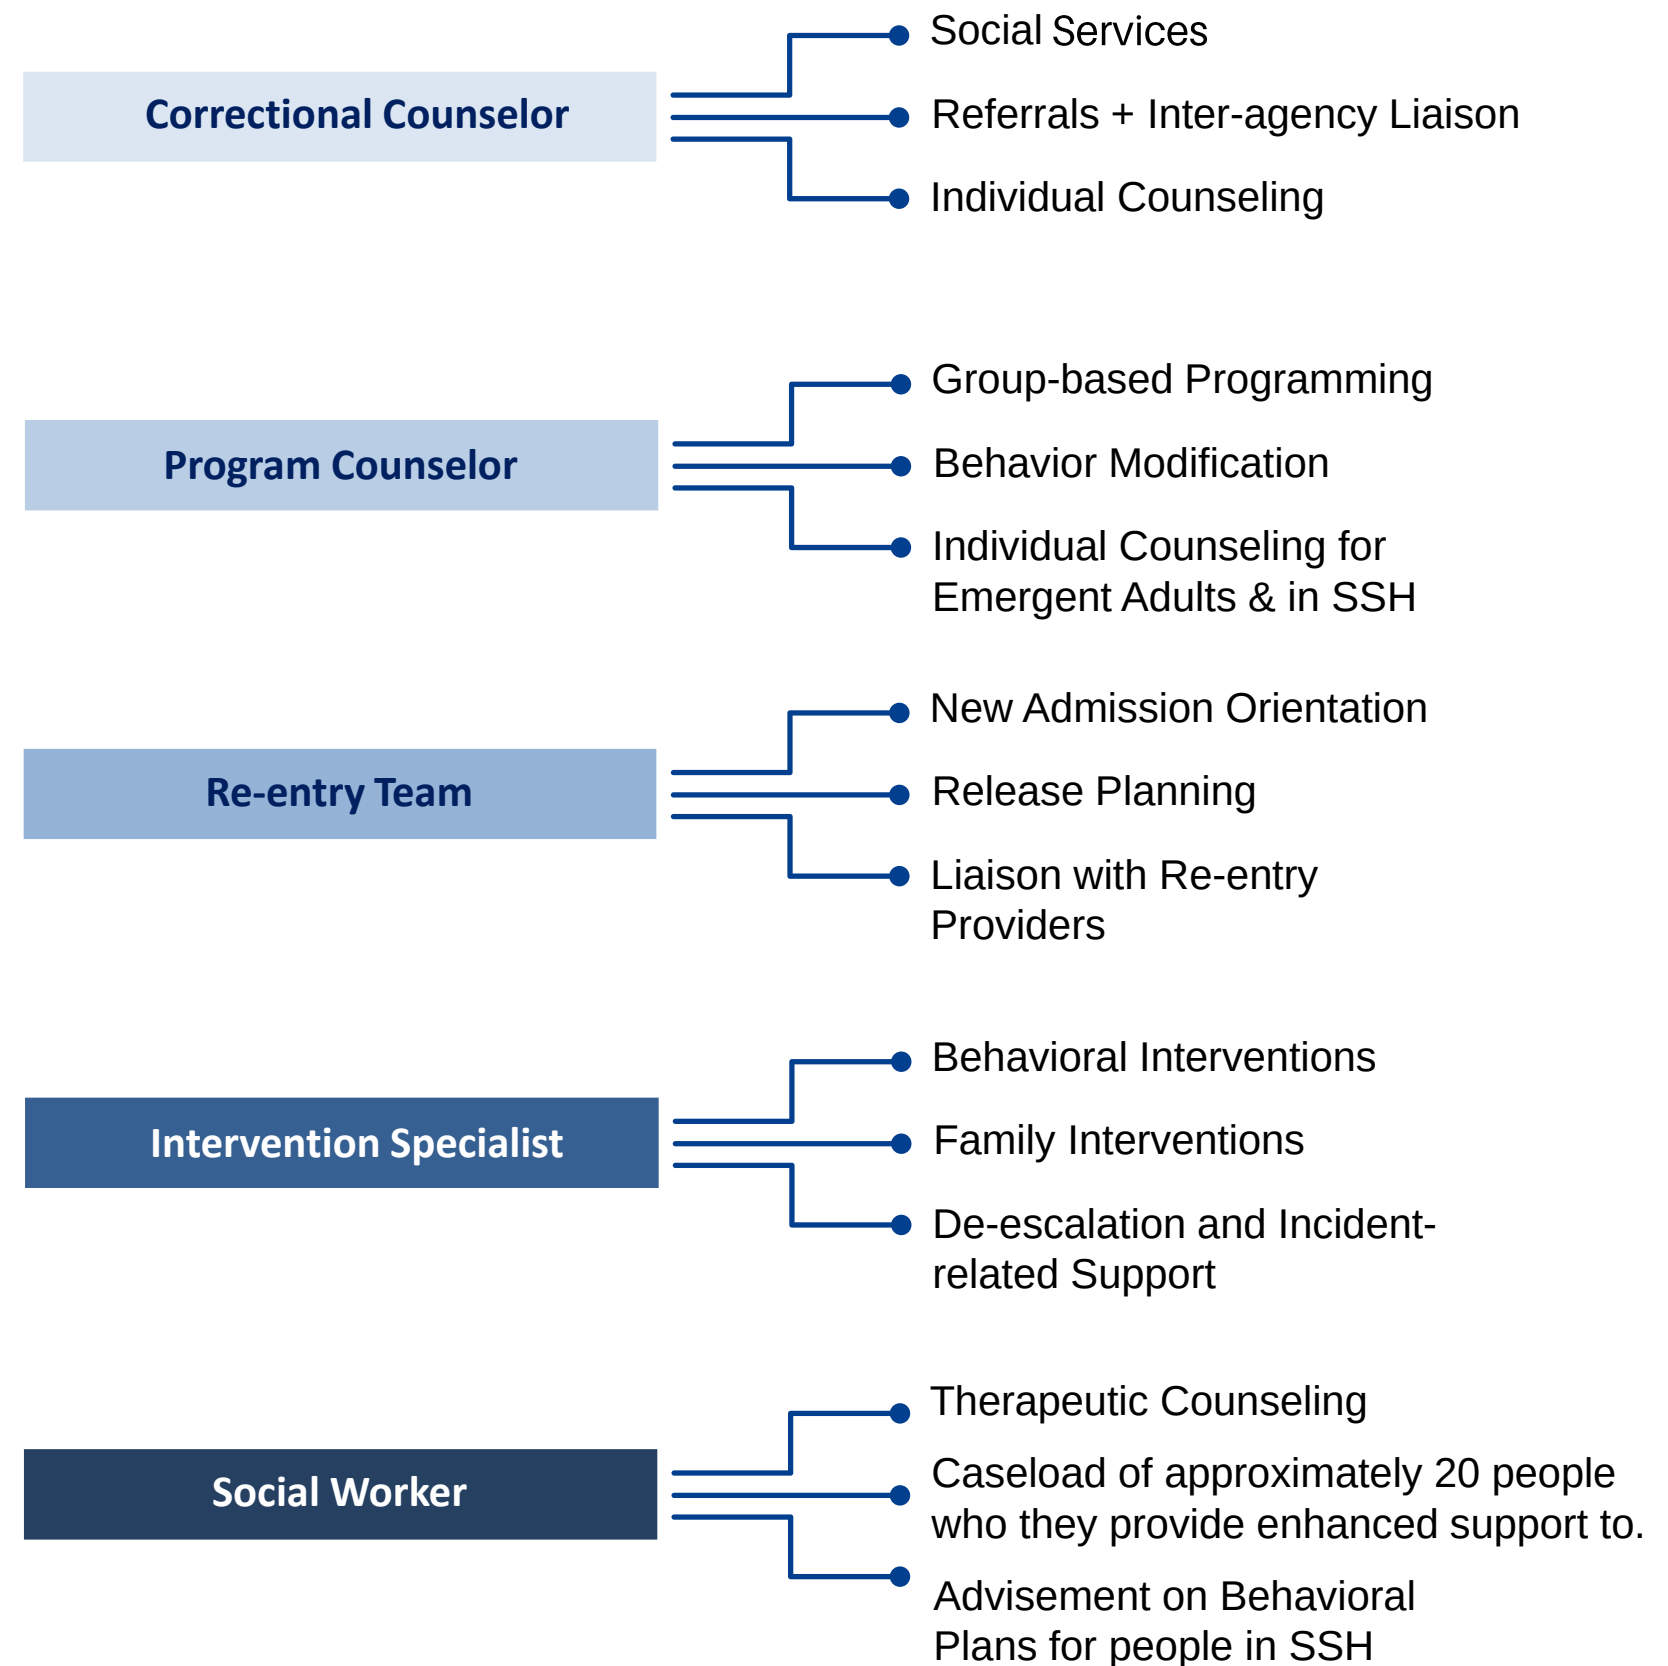 Correctional Counselor
Social Services
Referrals + Inter-agency Liaison
Individual Counseling
Program Counselor
Group-based Programming
Behavior Modification
Individual Counseling for
Emergent Adults & in SSH
Re-entry Team
New Admission Orientation
Release Planning
Liaison with Re-entry
Providers
Intervention Specialist
Behavioral Interventions
Family Interventions
De-escalation and Incident-
related Support
Social Worker
Therapeutic Counseling
Caseload of approximately 20 people
who they provide enhanced support to.
Advisement on Behavioral
Plans for people in SSH